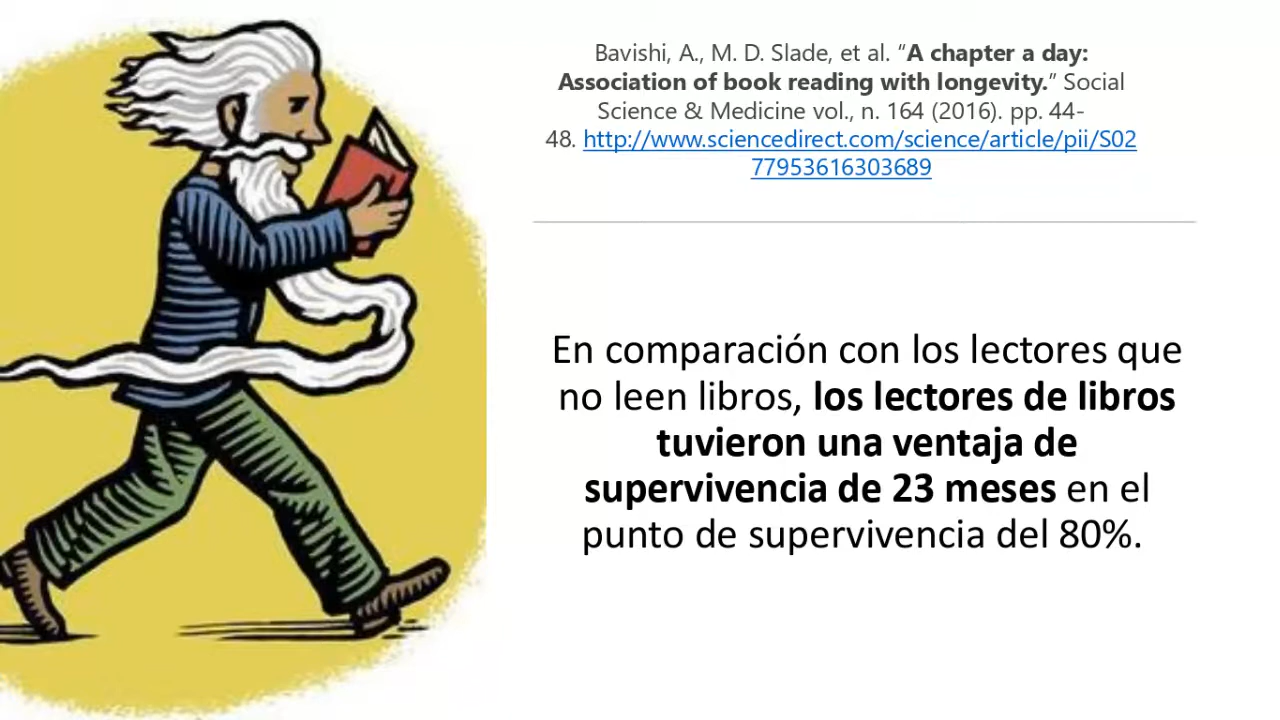 Bavishi, A., M. D. Slade, et al. “A chapter a day:
Association of book reading with longevity.” Social
Science & Medicine vol., n. 164 (2016). pp. 44-
48. http://www.sciencedirect.com/science/article/pii/S02
77953616303689
En comparación con los lectores que
no leen libros, los lectores de libros
tuvieron una ventaja de
supervivencia de 23 meses en el
punto de supervivencia del 80%.